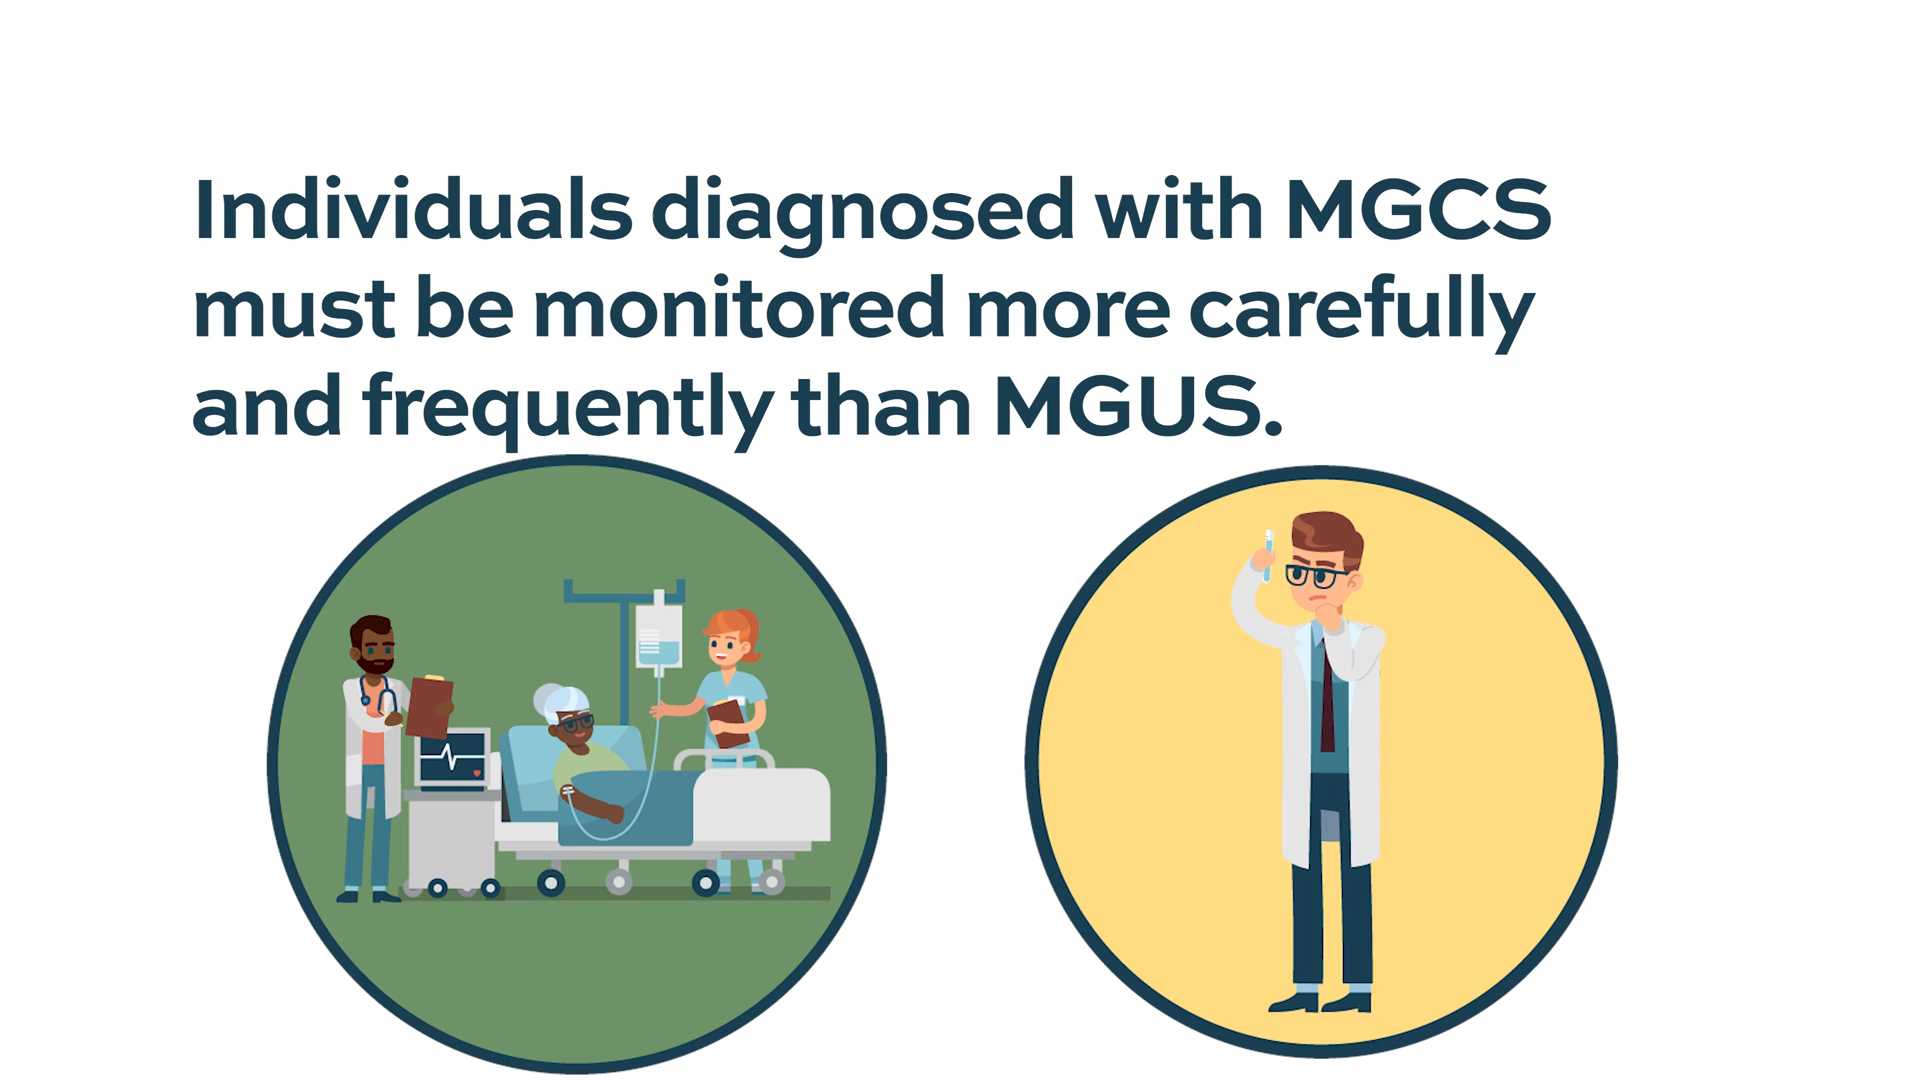 Individuals diagnosed with MGCS
must be monitored more carefully
and frequently than MGUS.